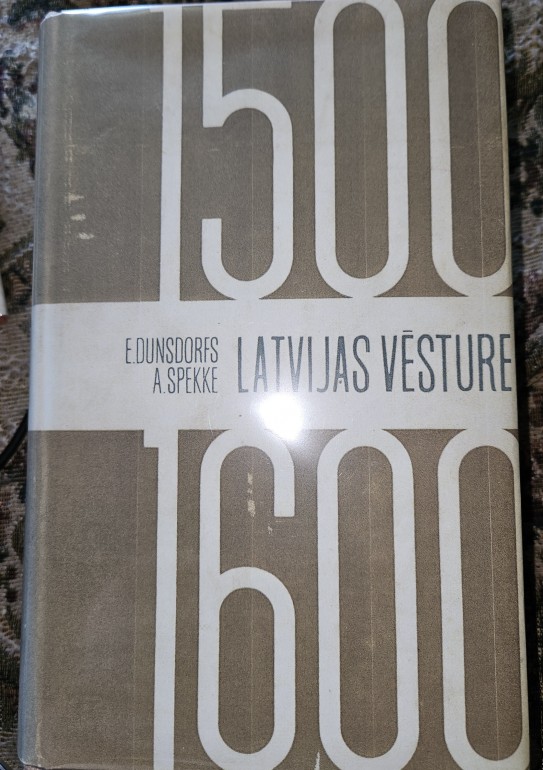 1500
E.DUNSDORFS
A.SPEKKE
LATVIJAS VĒSTURE
1600